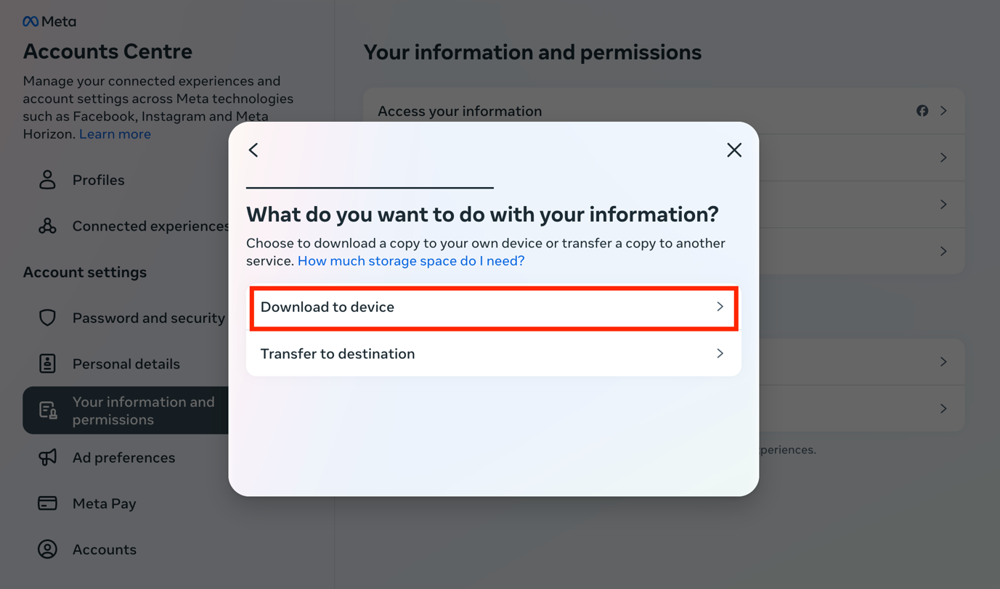 Meta
Accounts Centre
Manage your connected experiences and
account settings across Meta technologies
such as Facebook, Instagram and Meta
Horizon. Learn more
Profiles
Connected experiences
Account settings
Password and security
Personal details
Your information and
permissions
Ad preferences
Meta Pay
Accounts
Your information and permissions
Access your information
What do you want to do with your information?
Choose to download a copy to your own device or transfer a copy to another
service. How much storage space do I need?
Download to device
Transfer to destination
periences.